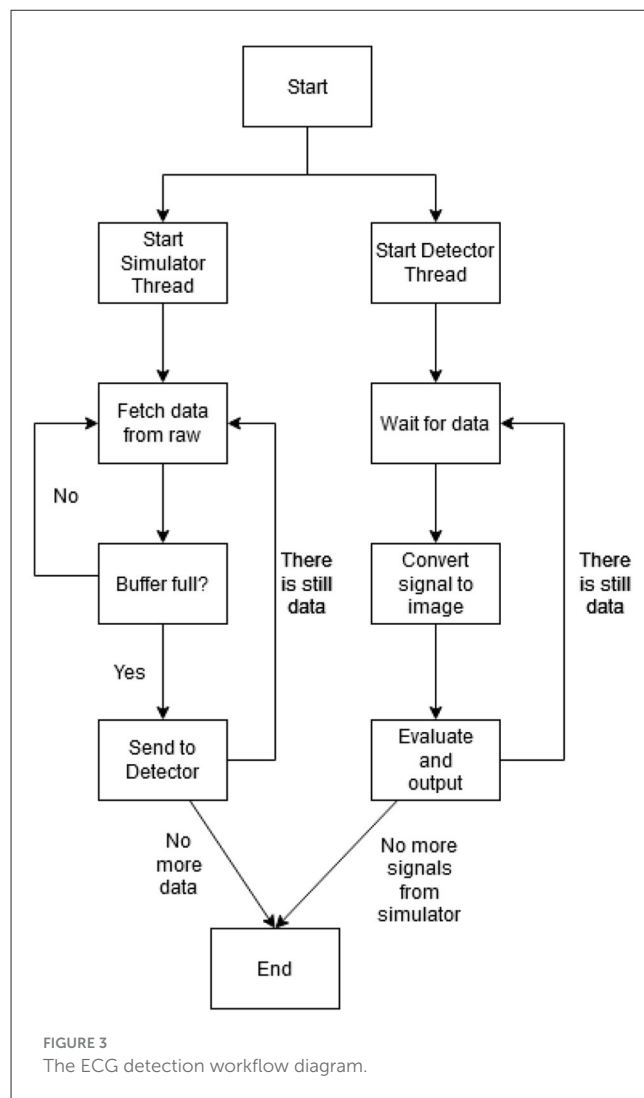 Start
Start
Simulator
Thread
Start Detector
Thread
Fetch data
from raw
Wait for data
No
Buffer full?
There
is still
data
Convert
signal to
image
There
is still
data
Yes
Send to
Detector
Evaluate
and
output
No
more
data
No more
signals
from
simulator
End
FIGURE 3
The ECG detection workflow diagram.